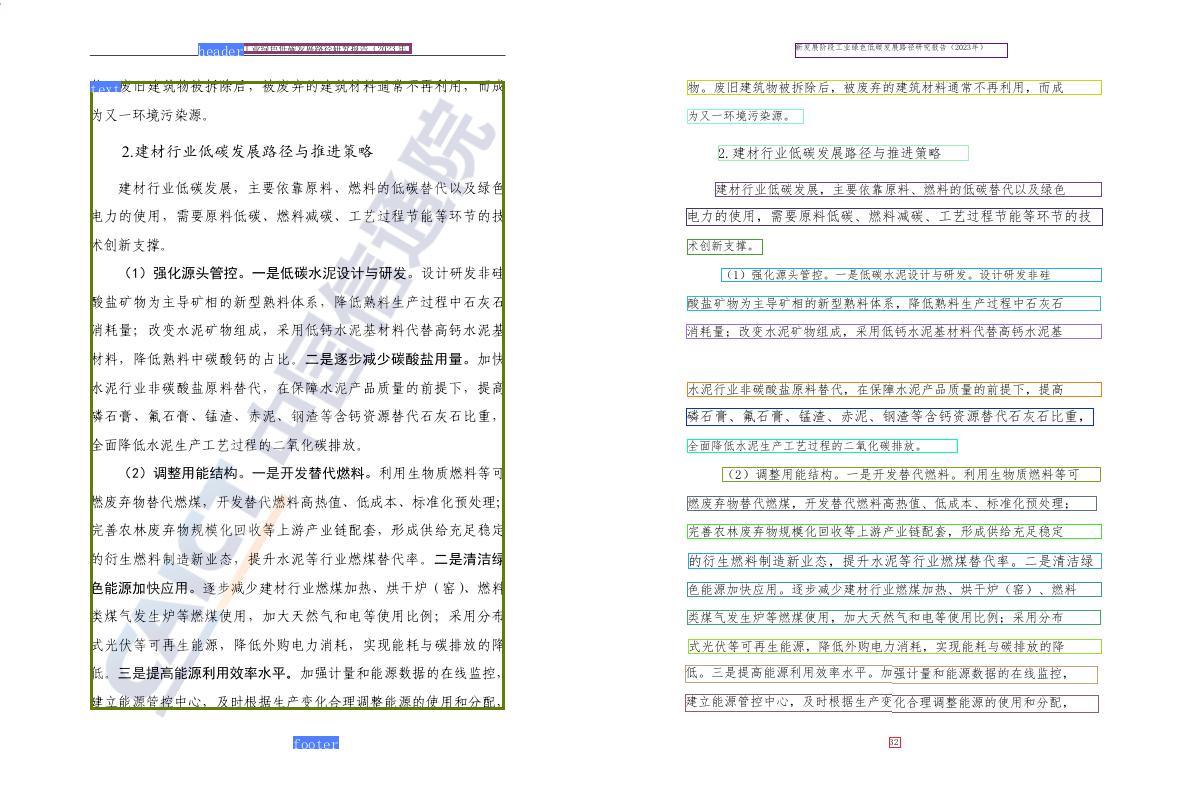 header
工业绿色低碳发展路径研究报告（2023年
text
物。废旧建筑物被拆除后，被废弃的建筑材料通常不再利用，而成
为又一环境污染源。
2.建材行业低碳发展路径与推进策略
建材行业低碳发展，主要依靠原料、燃料的低碳替代以及绿色
电力的使用，需要原料低碳、燃料减碳、工艺过程节能等环节的技
术创新支撑。
（1）强化源头管控。一是低碳水泥设计与研发。设计研发非硅
酸盐矿物为主导矿相的新型熟料体系，降低熟料生产过程中石灰石
消耗量；改变水泥矿物组成，采用低钙水泥基材料代替高钙水泥基
材料，降低熟料中碳酸钙的占比。二是逐步减少碳酸盐用量。加快
水泥行业非碳酸盐原料替代，在保障水泥产品质量的前提下，提高
磷石膏、氟石膏、锰渣、赤泥、钢渣等含钙资源替代石灰石比重，
全面降低水泥生产工艺过程的二氧化碳排放。
（2）调整用能结构。一是开发替代燃料。利用生物质燃料等可
燃废弃物替代燃煤，开发替代燃料高热值、低成本、标准化预处理；
完善农林废弃物规模化回收等上游产业链配套，形成供给充足稳定
的衍生燃料制造新业态，提升水泥等行业燃煤替代率。二是清洁绿
色能源加快应用。逐步减少建材行业燃煤加热、烘干炉（窑）、燃料
类煤气发生炉等燃煤使用，加大天然气和电等使用比例；采用分布
式光伏等可再生能源，降低外购电力消耗，实现能耗与碳排放的降
低。三是提高能源利用效率水平。加强计量和能源数据的在线监控，
建立能源管控中心，及时根据生产变化合理调整能源的使用和分配，
CAICT 中国信通院
footer
新发展阶段工业绿色低碳发展路径研究报告（2023年）
物。废旧建筑物被拆除后，被废弃的建筑材料通常不再利用，而成
为又一环境污染源。
2.建材行业低碳发展路径与推进策略
建材行业低碳发展，主要依靠原料、燃料的低碳替代以及绿色
电力的使用，需要原料低碳、燃料减碳、工艺过程节能等环节的技
术创新支撑。
（1）强化源头管控。一是低碳水泥设计与研发。设计研发非硅
酸盐矿物为主导矿相的新型熟料体系，降低熟料生产过程中石灰石
消耗量；改变水泥矿物组成，采用低钙水泥基材料代替高钙水泥基
水泥行业非碳酸盐原料替代，在保障水泥产品质量的前提下，提高
磷石膏、氟石膏、锰渣、赤泥、钢渣等含钙资源替代石灰石比重，
全面降低水泥生产工艺过程的二氧化碳排放。
（2）调整用能结构。一是开发替代燃料。利用生物质燃料等可
燃废弃物替代燃煤，开发替代燃料高热值、低成本、标准化预处理；
完善农林废弃物规模化回收等上游产业链配套，形成供给充足稳定
的衍生燃料制造新业态，提升水泥等行业燃煤替代率。二是清洁绿
色能源加快应用。逐步减少建材行业燃煤加热、烘干炉（窑）、燃料
类煤气发生炉等燃煤使用，加大天然气和电等使用比例；采用分布
式光伏等可再生能源，降低外购电力消耗，实现能耗与碳排放的降
低。三是提高能源利用效率水平。加强计量和能源数据的在线监控，
建立能源管控中心，及时根据生产变化合理调整能源的使用和分配，
32